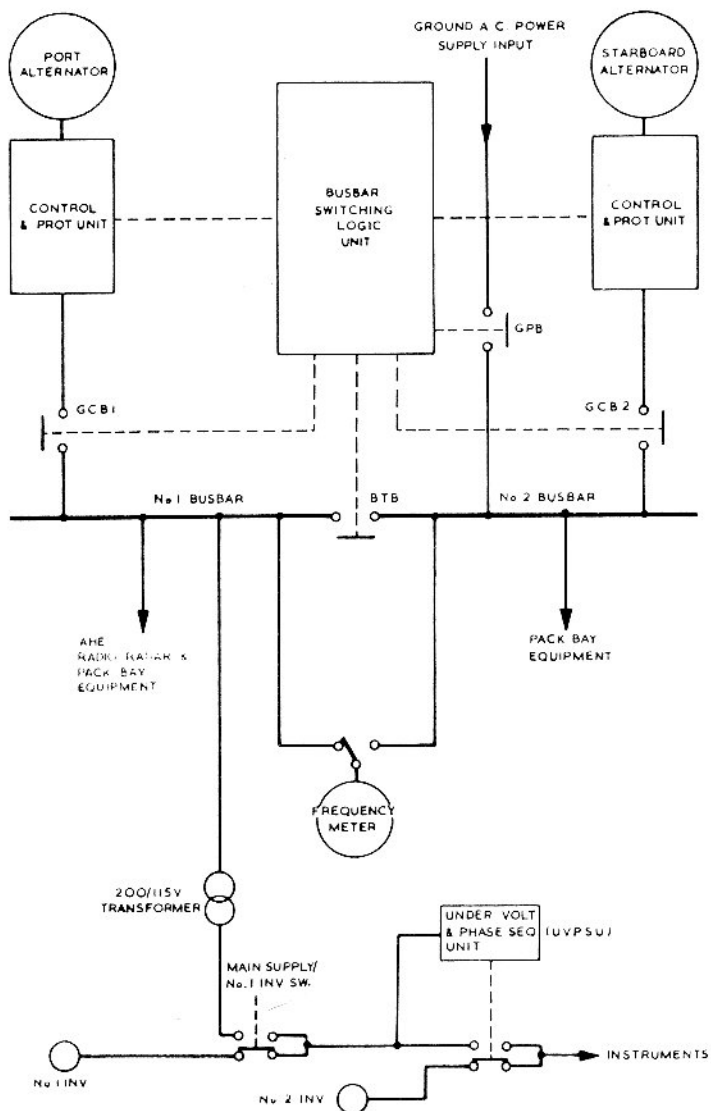 PORT
ALTERNATOR
GROUND A.C. POWER
SUPPLY INPUT
STARBOARD
ALTERNATOR
CONTROL
& PROT UNIT
BUSBAR
SWITCHING
LOGIC
UNIT
CONTROL
& PROT UNIT
GPB
GCB1
GCB2
No.1 BUSBAR
BTB
No.2 BUSBAR
AHE
RADIO RADAR &
PACK BAY
EQUIPMENT
PACK BAY
EQUIPMENT
FREQUENCY
METER
200/115V
TRANSFORMER
UNDER VOLT
& PHASE SEQ (UVPSU)
UNIT
MAIN SUPPLY/
No.1 INV SW.
INSTRUMENTS
No 1 INV
No 2 INV